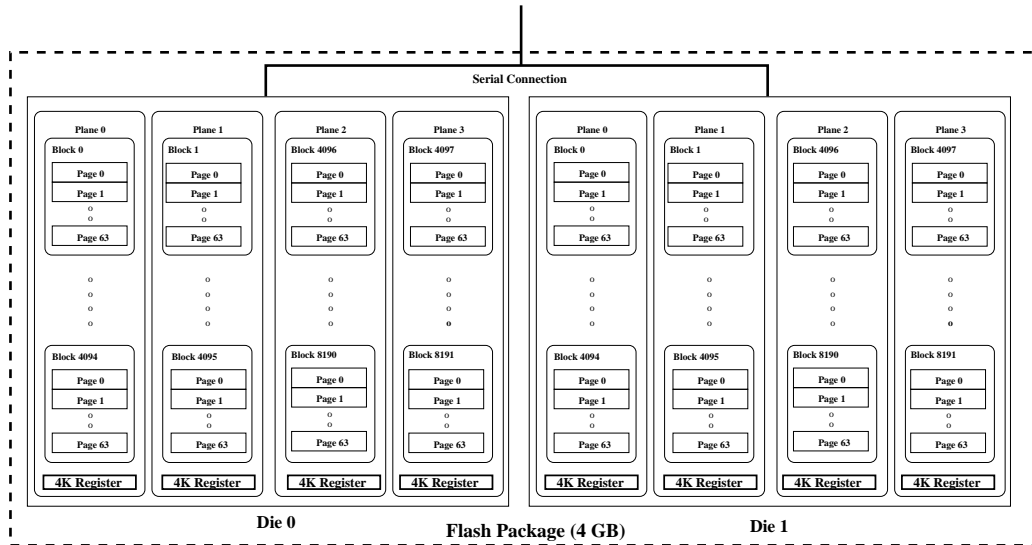 Serial Connection
Plane 0 Plane 1 Plane 2 Plane 3 Plane 0 Plane 1 Plane 2 Plane 3
Block 0 Block 1 Block 4096 Block 4097 Block 0 Block 1 Block 4096 Block 4097
Page 0 Page 0 Page 0 Page 0 Page 0 Page 0 Page 0 Page 0
Page 1 Page 1 Page 1 Page 1 Page 1 Page 1 Page 1 Page 1
o o o o o o o o
o o o o o o o o
Page 63 Page 63 Page 63 Page 63 Page 63 Page 63 Page 63 Page 63
o o o o o o o o
o o o o o o o o
o o o o o o o o
o o o o o o o o
Block 4094 Block 4095 Block 8190 Block 8191 Block 4094 Block 4095 Block 8190 Block 8191
Page 0 Page 0 Page 0 Page 0 Page 0 Page 0 Page 0 Page 0
Page 1 Page 1 Page 1 Page 1 Page 1 Page 1 Page 1 Page 1
o o o o o o o o
o o o o o o o o
Page 63 Page 63 Page 63 Page 63 Page 63 Page 63 Page 63 Page 63
4K Register 4K Register 4K Register 4K Register 4K Register 4K Register 4K Register 4K Register
Die 0 Die 1
Flash Package (4 GB)